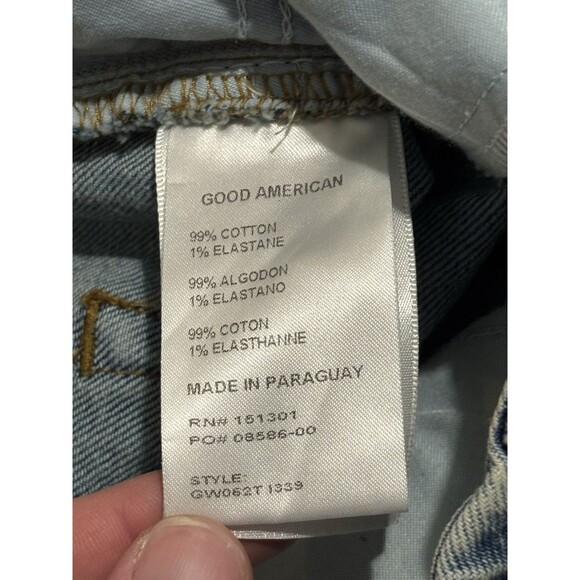 GOOD AMERICAN
99% COTTON
1% ELASTANE
99% ALGODON
1% ELASTANO
99% COTON
1% ELASTHANNE
MADE IN PARAGUAY
RN# 151301
PO# 08586-00
STYLE:
GW062T I339